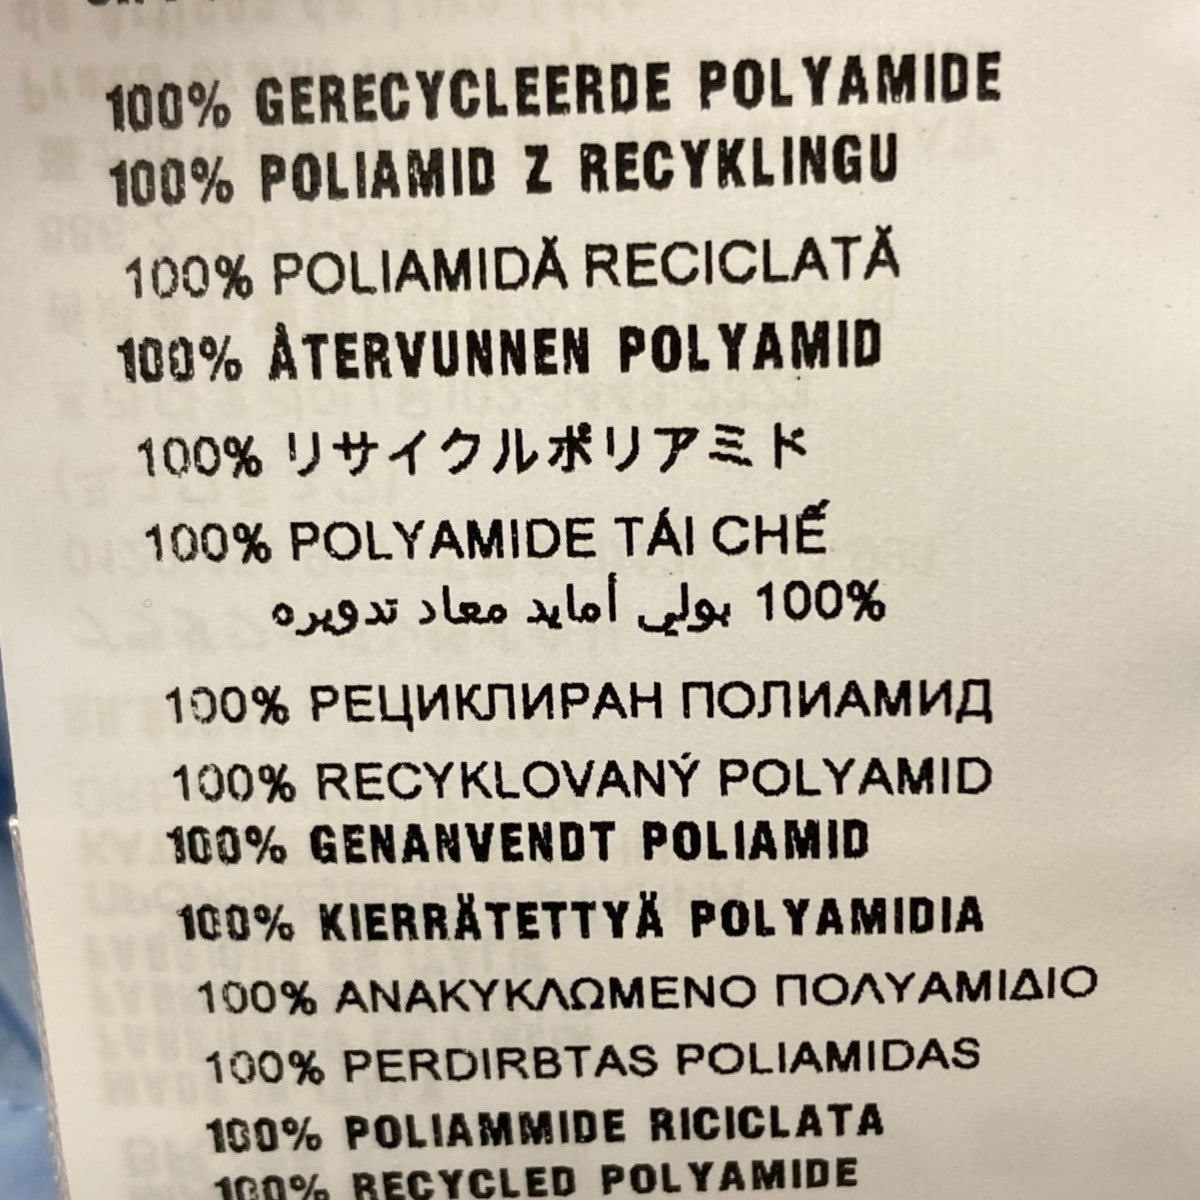 100% GERECYCLEERDE POLYAMIDE
100% POLIAMID Z RECYKLINGU
100% POLIAMIDĂ RECICLATĂ
100% ÅTERVUNNEN POLYAMID
100% リサイクルポリアミド
100% POLYAMIDE TÁI CHẾ
100% بولي أمايد معاد تدويره
100% РЕЦИКЛИРАН ПОЛИАМИД
100% RECYKLOVANÝ POLYAMID
100% GENANVENDT POLIAMID
100% KIERRÄTETTYÄ POLYAMIDIA
100% ΑΝΑΚΥΚΛΩΜΕΝΟ ΠΟΛΥΑΜΙΔΙΟ
100% PERDIRBTAS POLIAMIDAS
100% POLIAMMIDE RICICLATA
100% RECYCLED POLYAMIDE